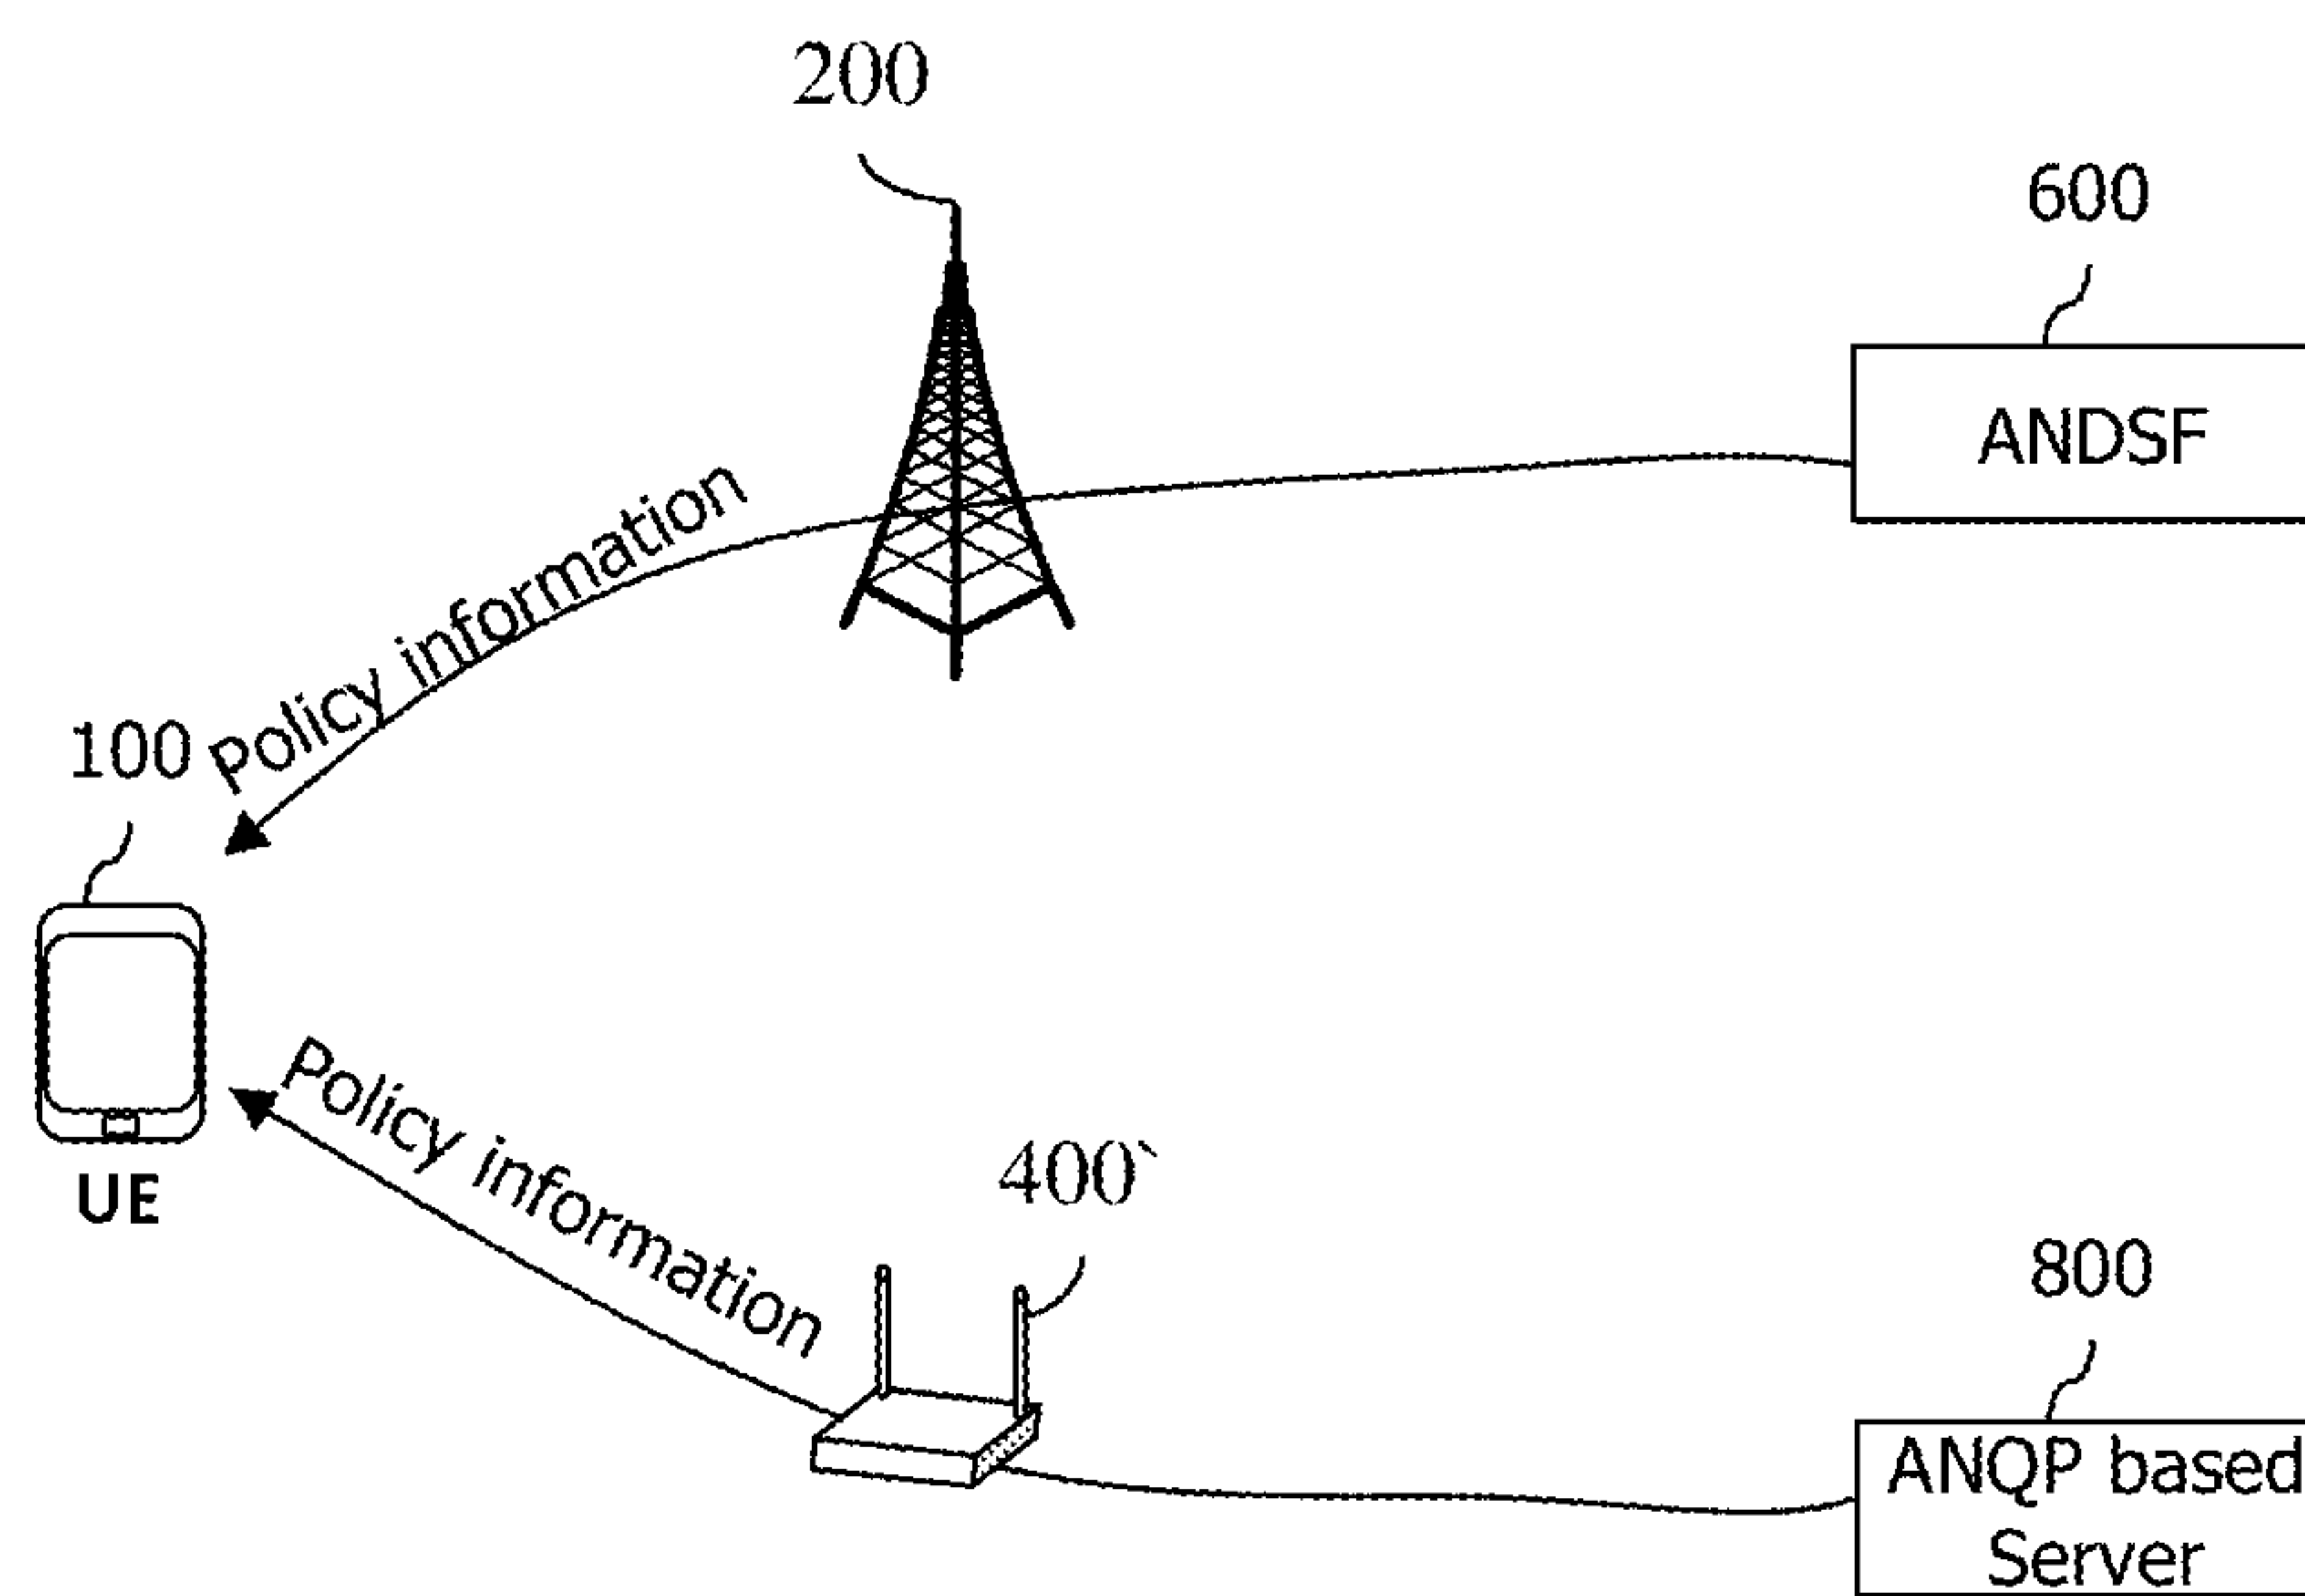 200
600
ANDSF
Policy information
100
UE
Policy information
400`
800
ANQP based
Server